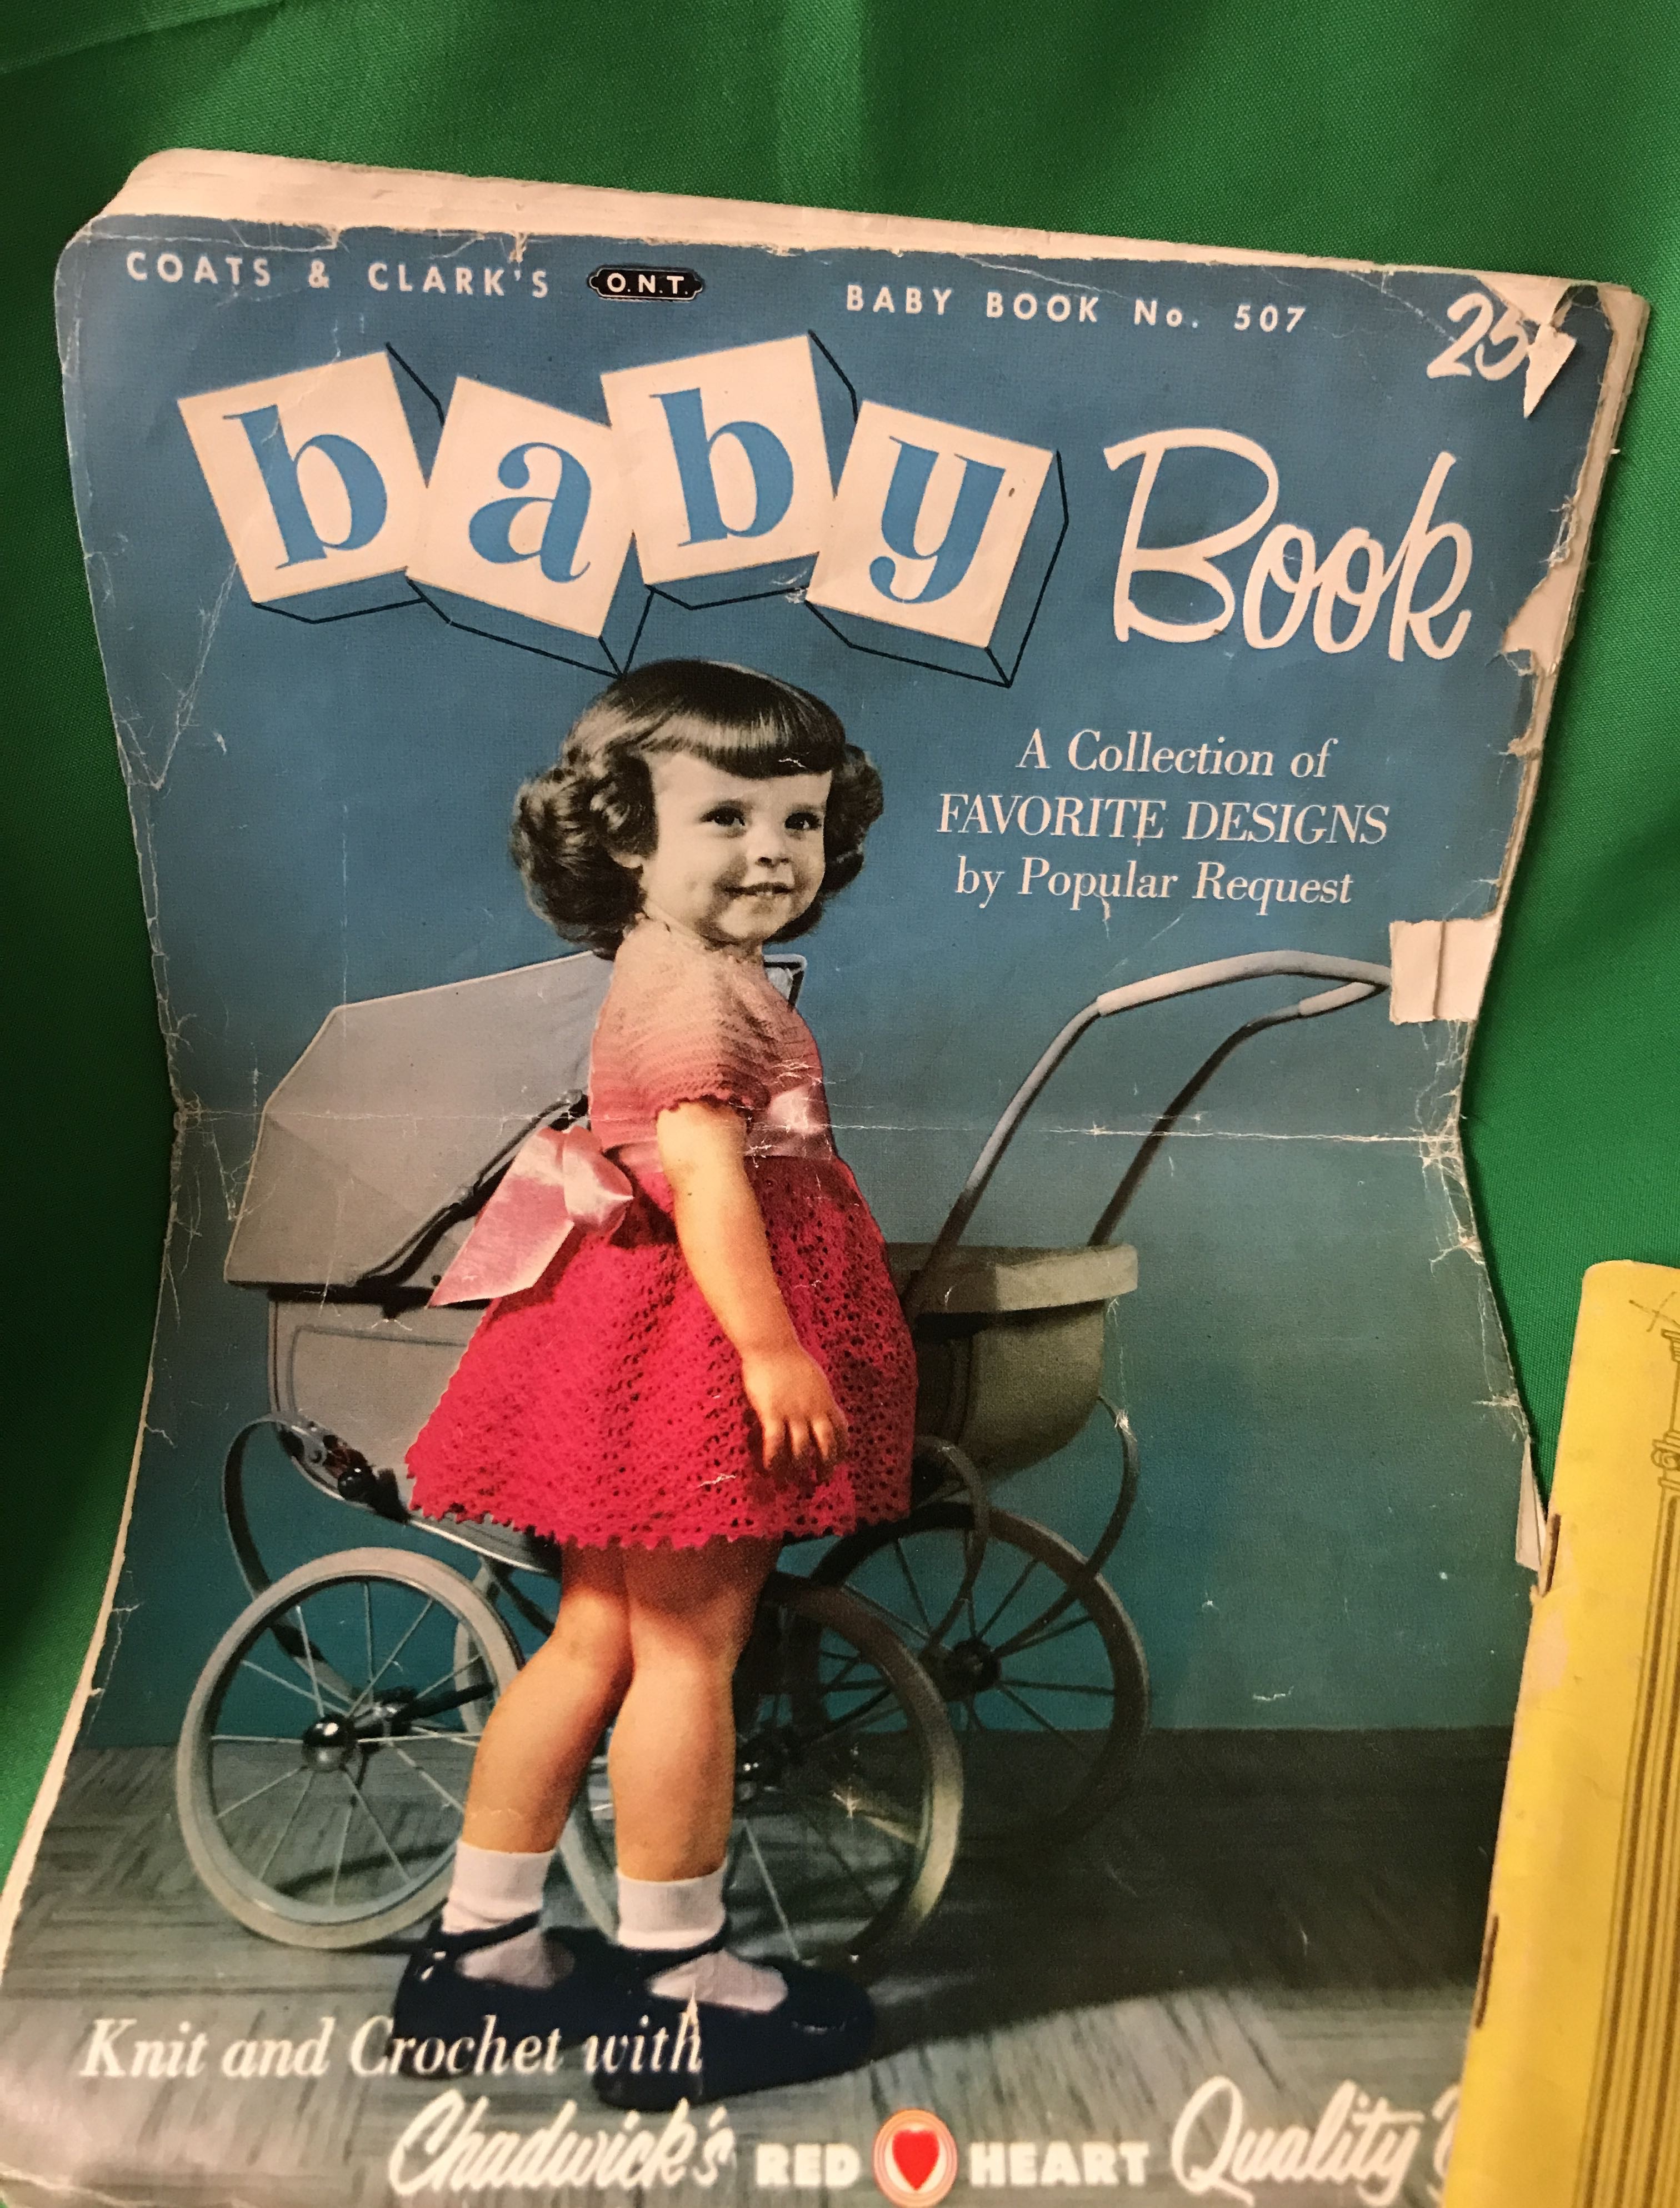 COATS & CLARK'S O.N.T. BABY BOOK No. 507
25
baby Book
A Collection of
FAVORITE DESIGNS
by Popular Request
Knit and Crochet with
Chadwick's RED HEART Quality